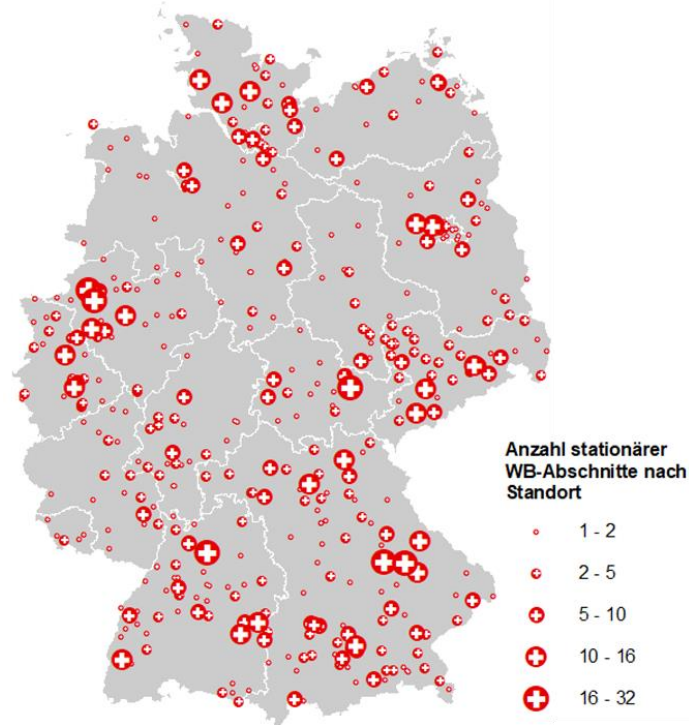 Anzahl stationärer
WB-Abschnitte nach
Standort
1 - 2
2 - 5
5 - 10
10 - 16
16 - 32